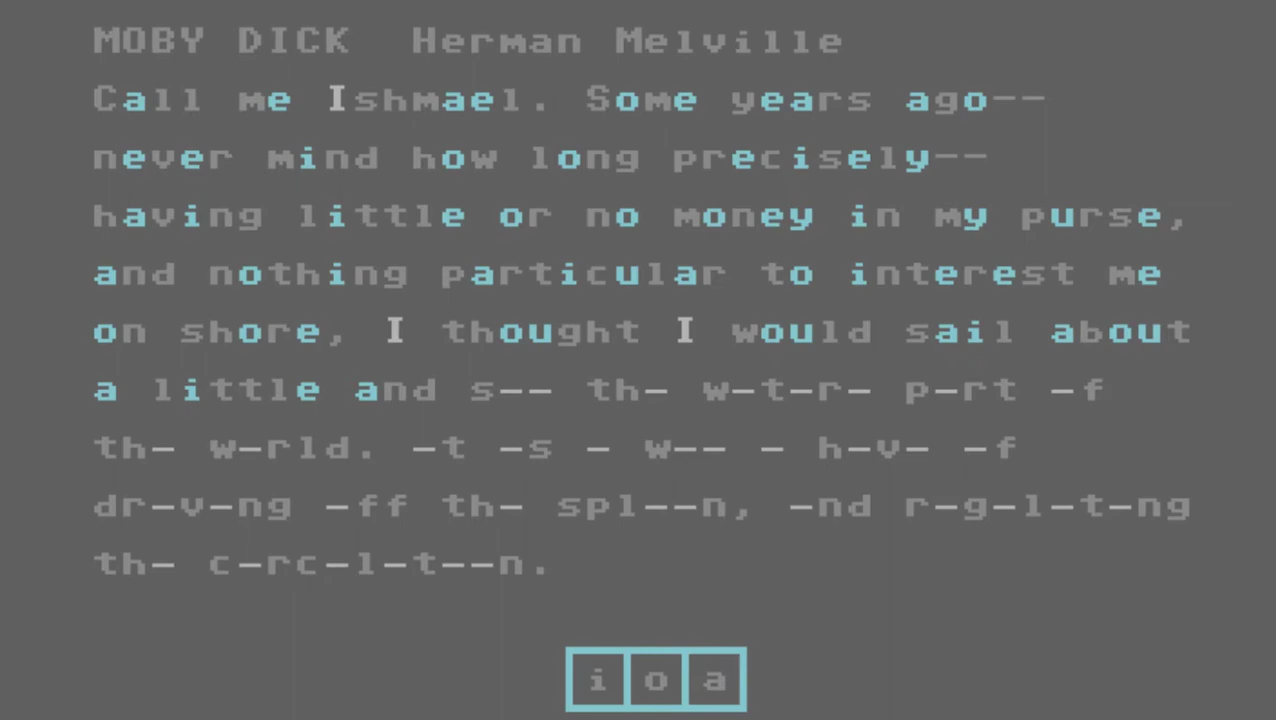 MOBY DICK  Herman Melville
Call me Ishmael. Some years ago--
never mind how long precisely--
having little or no money in my purse,
and nothing particular to interest me
on shore, I thought I would sail about
a little and s-- th- w-t-r- p-rt -f
th- w-rld. -t -s - w-- - h-v- -f
dr-v-ng -ff th- spl--n, -nd r-g-l-t-ng
th- c-rc-l-t--n.
i o a